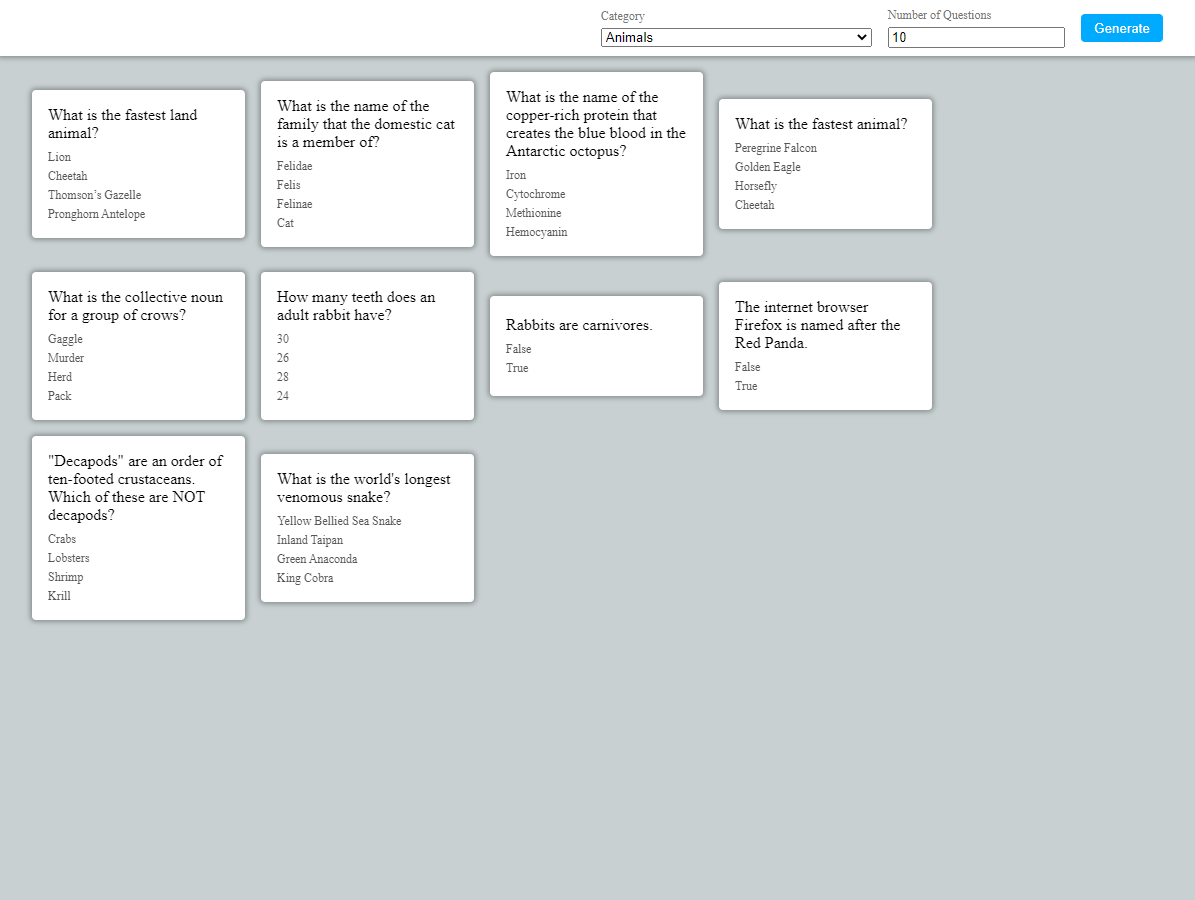 Category
Animals
Number of Questions
10
Generate
What is the fastest land
animal?
Lion
Cheetah
Thomson’s Gazelle
Pronghorn Antelope
What is the name of the
family that the domestic cat
is a member of?
Felidae
Felis
Felinae
Cat
What is the name of the
copper-rich protein that
creates the blue blood in the
Antarctic octopus?
Iron
Cytochrome
Methionine
Hemocyanin
What is the fastest animal?
Peregrine Falcon
Golden Eagle
Horsefly
Cheetah
What is the collective noun
for a group of crows?
Gaggle
Murder
Herd
Pack
How many teeth does an
adult rabbit have?
30
26
28
24
Rabbits are carnivores.
False
True
The internet browser
Firefox is named after the
Red Panda.
False
True
"Decapods" are an order of
ten-footed crustaceans.
Which of these are NOT
decapods?
Crabs
Lobsters
Shrimp
Krill
What is the world's longest
venomous snake?
Yellow Bellied Sea Snake
Inland Taipan
Green Anaconda
King Cobra